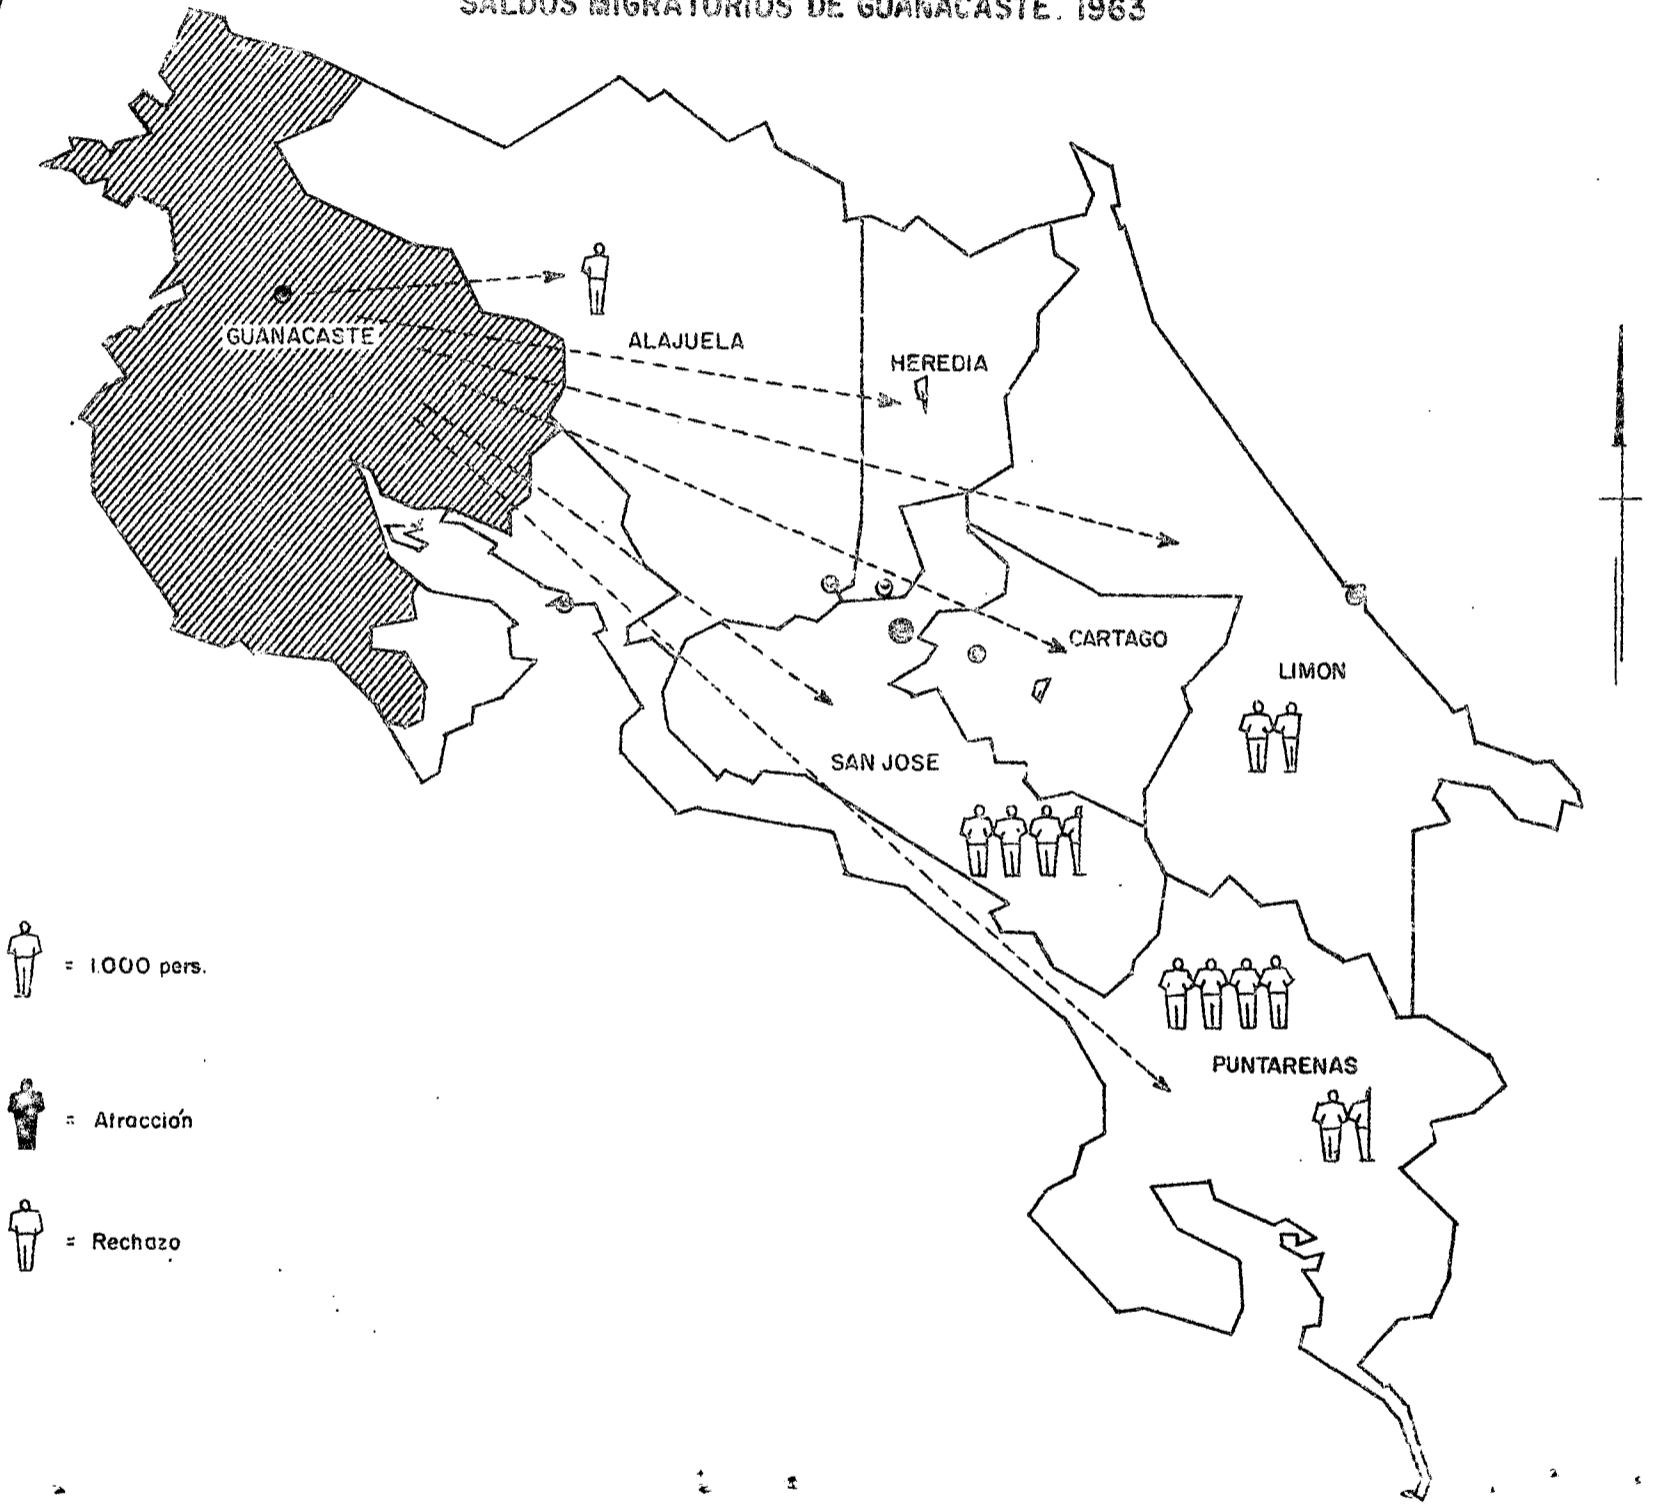 SALDOS MIGRATORIOS DE GUANACASTE. 1963
GUANACASTE
ALAJUELA
HEREDIA
CARTAGO
LIMON
SAN JOSE
PUNTARENAS
= 1.000 pers.
= Atracción
= Rechazo